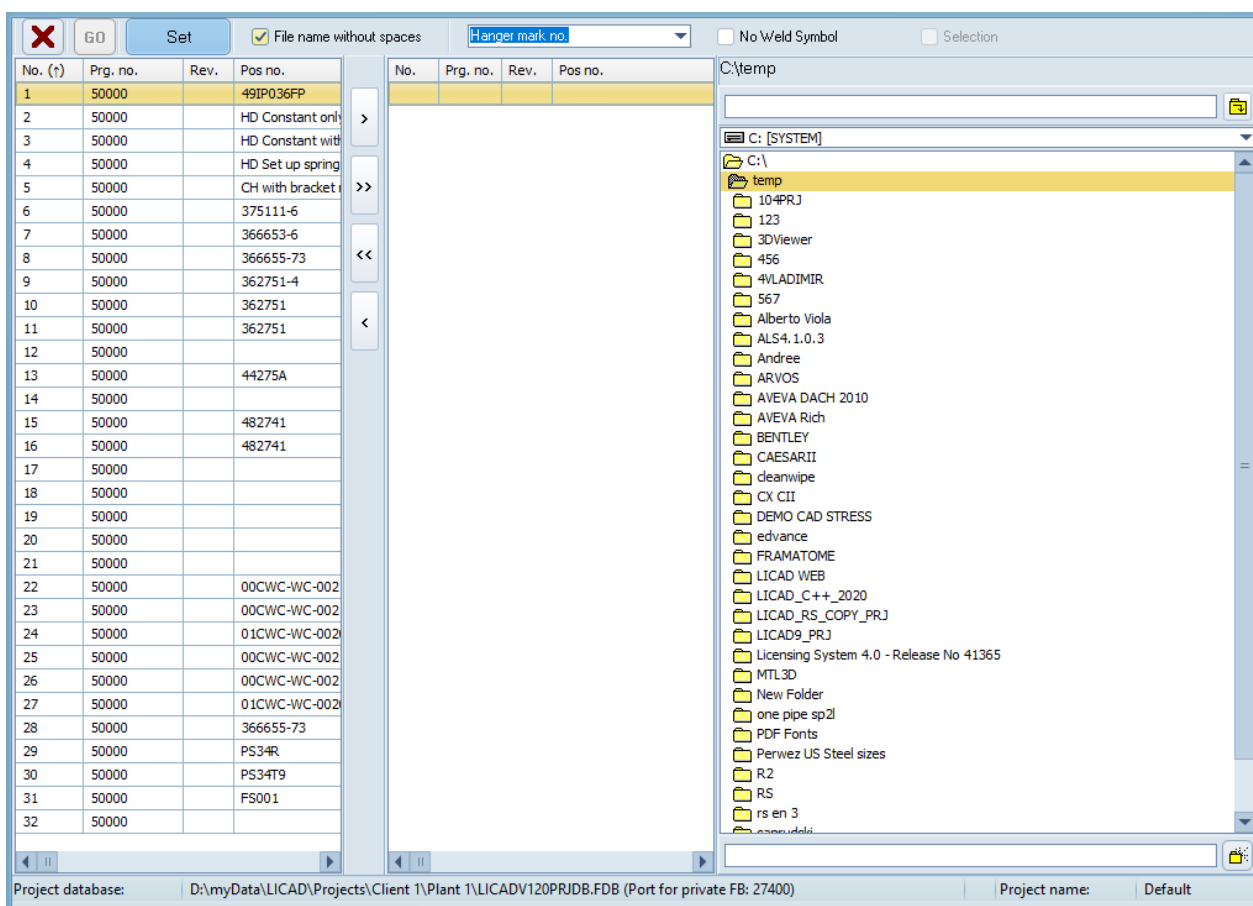 GO Set File name without spaces Hanger mark no. No Weld Symbol Selection
No. (↑) Prg. no. Rev. Pos no.
1 50000 49IP036FP
2 50000 HD Constant only
3 50000 HD Constant with
4 50000 HD Set up spring
5 50000 CH with bracket
6 50000 375111-6
7 50000 366653-6
8 50000 366655-73
9 50000 362751-4
10 50000 362751
11 50000 362751
12 50000
13 50000 44275A
14 50000
15 50000 482741
16 50000 482741
17 50000
18 50000
19 50000
20 50000
21 50000
22 50000 00CWC-WC-002
23 50000 00CWC-WC-002
24 50000 01CWC-WC-002
25 50000 00CWC-WC-002
26 50000 00CWC-WC-002
27 50000 01CWC-WC-002
28 50000 366655-73
29 50000 PS34R
30 50000 PS34T9
31 50000 FS001
32 50000
>
>>
<<
<
No. Prg. no. Rev. Pos no.
C:\temp
C: [SYSTEM]
C:\
temp
104PRJ
123
3DViewer
456
4VLADIMIR
567
Alberto Viola
ALS4.1.0.3
Andree
ARVOS
AVEVA DACH 2010
AVEVA Rich
BENTLEY
CAESARII
cleanwipe
CX CII
DEMO CAD STRESS
edvance
FRAMATOME
LICAD WEB
LICAD_C++_2020
LICAD_RS_COPY_PRJ
LICAD9_PRJ
Licensing System 4.0 - Release No 41365
MTL3D
New Folder
one pipe sp2l
PDF Fonts
Perwez US Steel sizes
R2
RS
rs en 3
Project database: D:\myData\LICAD\Projects\Client 1\Plant 1\LICADV120PRJDB.FDB (Port for private FB: 27400) Project name: Default